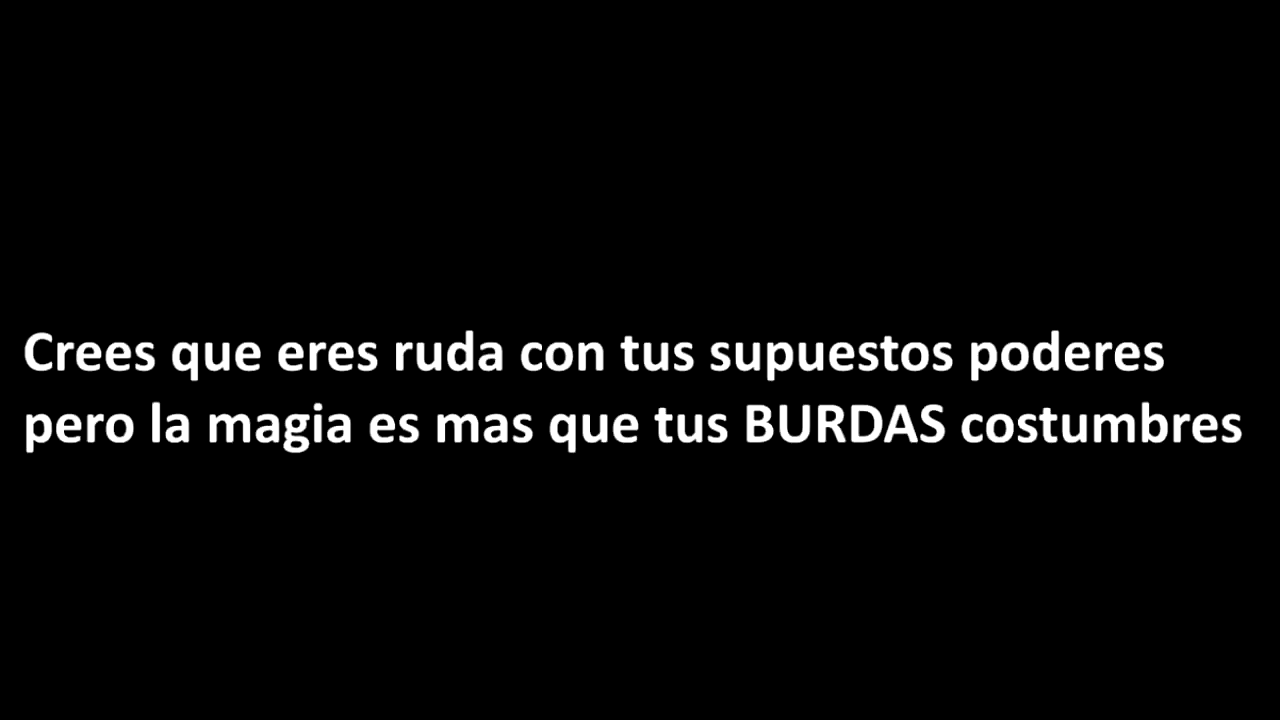 Crees que eres ruda con tus supuestos poderes
pero la magia es mas que tus BURDAS costumbres